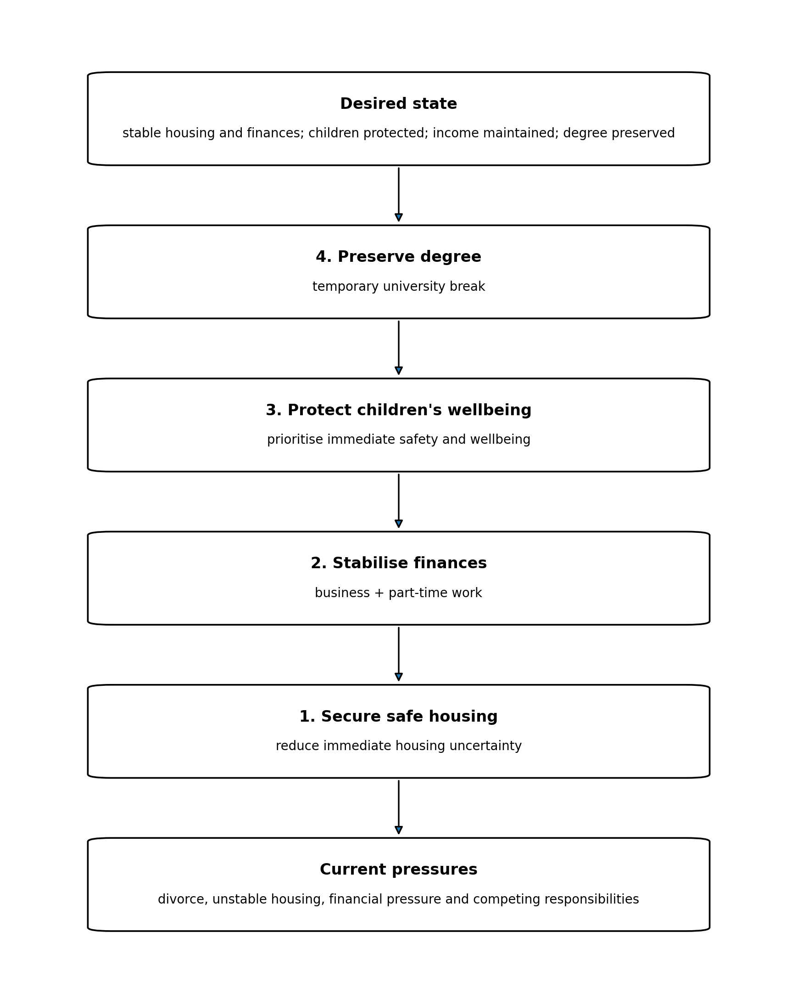 Desired state
stable housing and finances; children protected; income maintained; degree preserved
4. Preserve degree
temporary university break
3. Protect children's wellbeing
prioritise immediate safety and wellbeing
2. Stabilise finances
business + part-time work
1. Secure safe housing
reduce immediate housing uncertainty
Current pressures
divorce, unstable housing, financial pressure and competing responsibilities